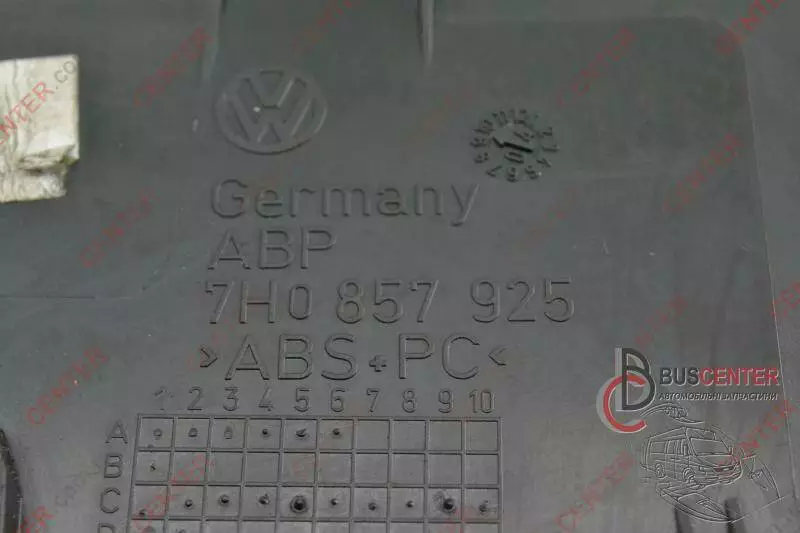 Germany
ABP
7H0 857 925
>ABS+PC<
1 2 3 4 5 6 7 8 9 10
A
B
C
BUSCENTER
АВТОМОБІЛЬНІ ЗАПЧАСТИНИ